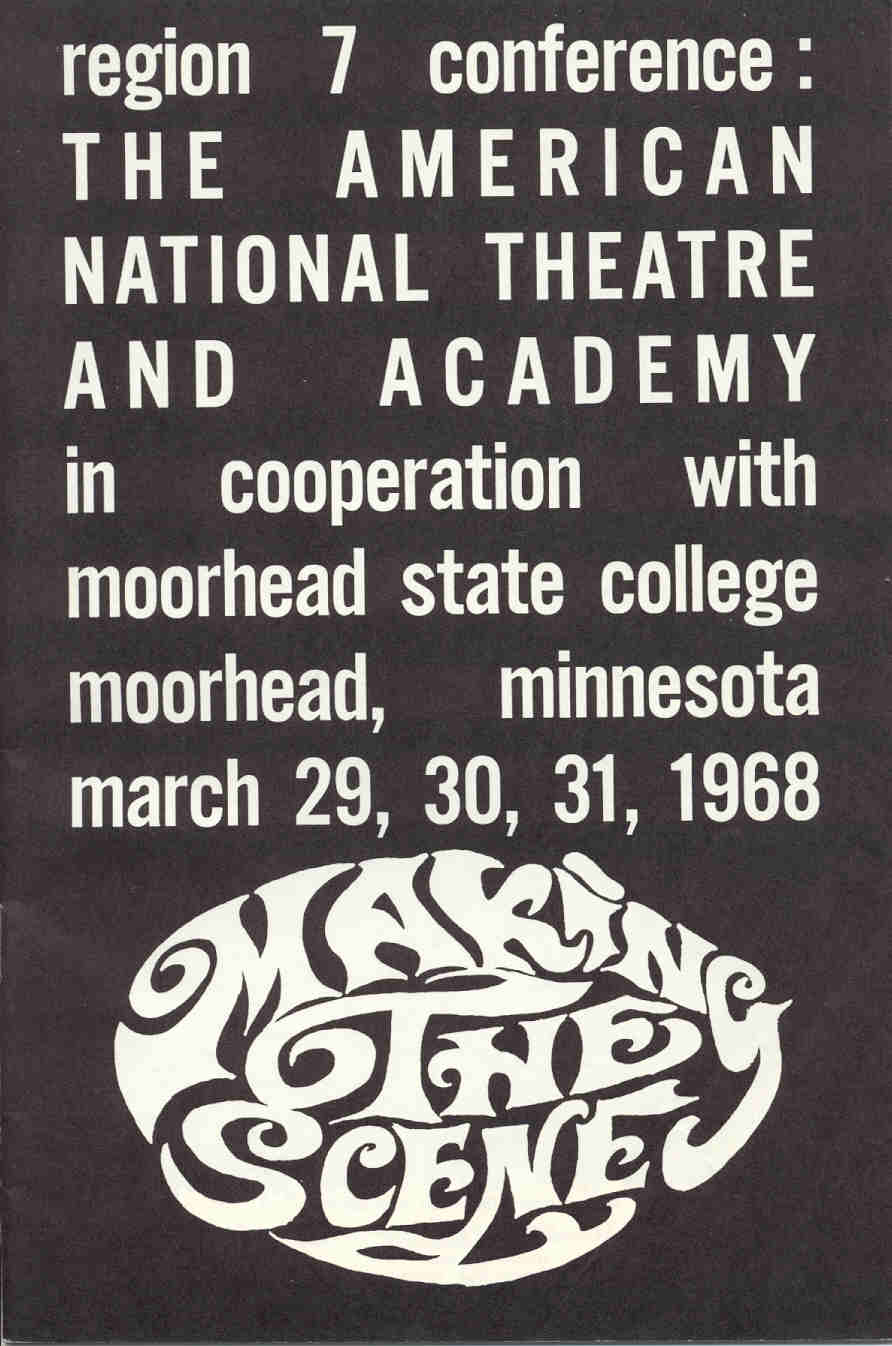 region 7 conference:
THE AMERICAN
NATIONAL THEATRE
AND ACADEMY
in cooperation with
moorhead state college
moorhead, minnesota
march 29, 30, 31, 1968
MAKING
THE
SCENE